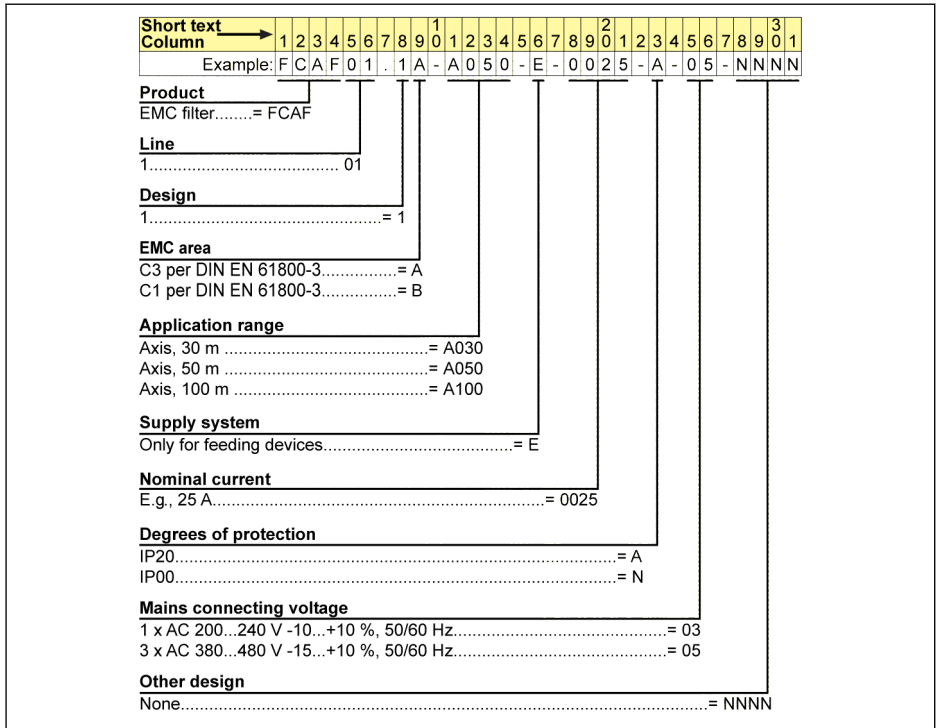 Short text
Column 1 2 3 4 5 6 7 8 9 1 0 1 2 3 4 5 6 7 8 9 2 0 1 2 3 4 5 6 7 8 9 3 0 1
Example: F C A F 0 1 . 1 A - A 0 5 0 - E - 0 0 2 5 - A - 0 5 - N N N N
Product
EMC filter........= FCAF
Line
1....................................... 01
Design
1................................................= 1
EMC area
C3 per DIN EN 61800-3................= A
C1 per DIN EN 61800-3................= B
Application range
Axis, 30 m ...........................................= A030
Axis, 50 m ...........................................= A050
Axis, 100 m .........................................= A100
Supply system
Only for feeding devices........................................= E
Nominal current
E.g., 25 A......................................................................= 0025
Degrees of protection
IP20.............................................................................................= A
IP00.............................................................................................= N
Mains connecting voltage
1 x AC 200...240 V -10...+10 %, 50/60 Hz.............................................= 03
3 x AC 380...480 V -15...+10 %, 50/60 Hz.............................................= 05
Other design
None....................................................................................................................= NNNN